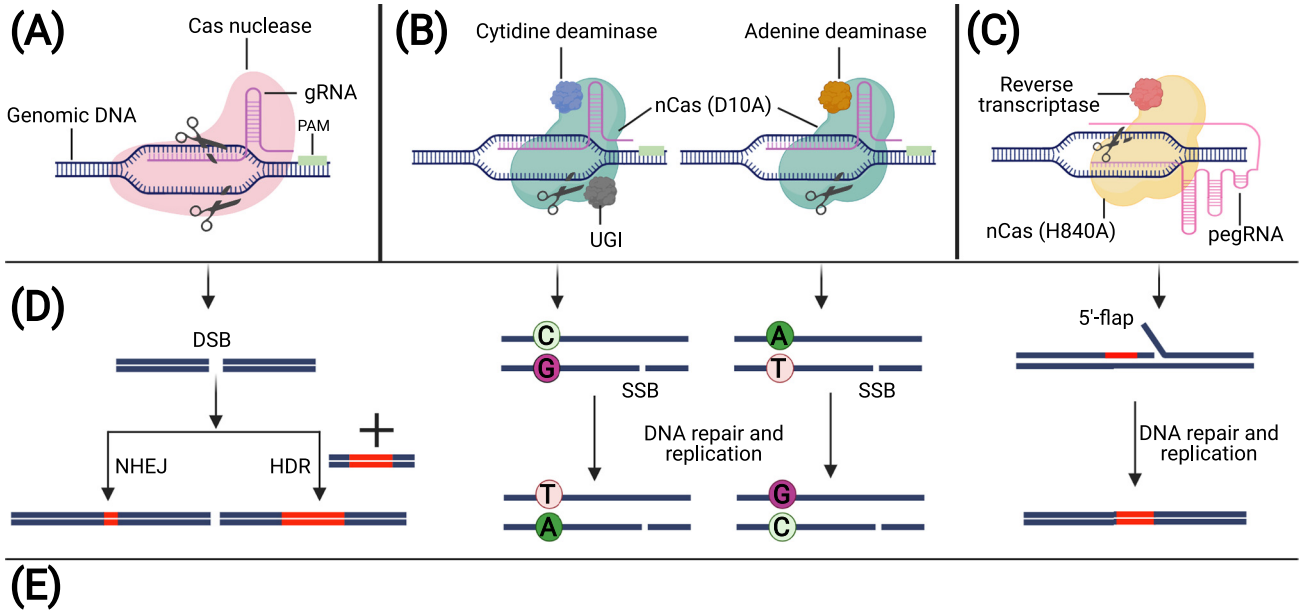 (A)
Cas nuclease
gRNA
Genomic DNA
PAM
(B)
Cytidine deaminase
Adenine deaminase
nCas (D10A)
UGI
(C)
Reverse
transcriptase
nCas (H840A)
pegRNA
(D)
DSB
NHEJ
HDR
+
C
G
SSB
A
T
SSB
DNA repair and
replication
T
A
G
C
5'-flap
DNA repair and
replication
(E)